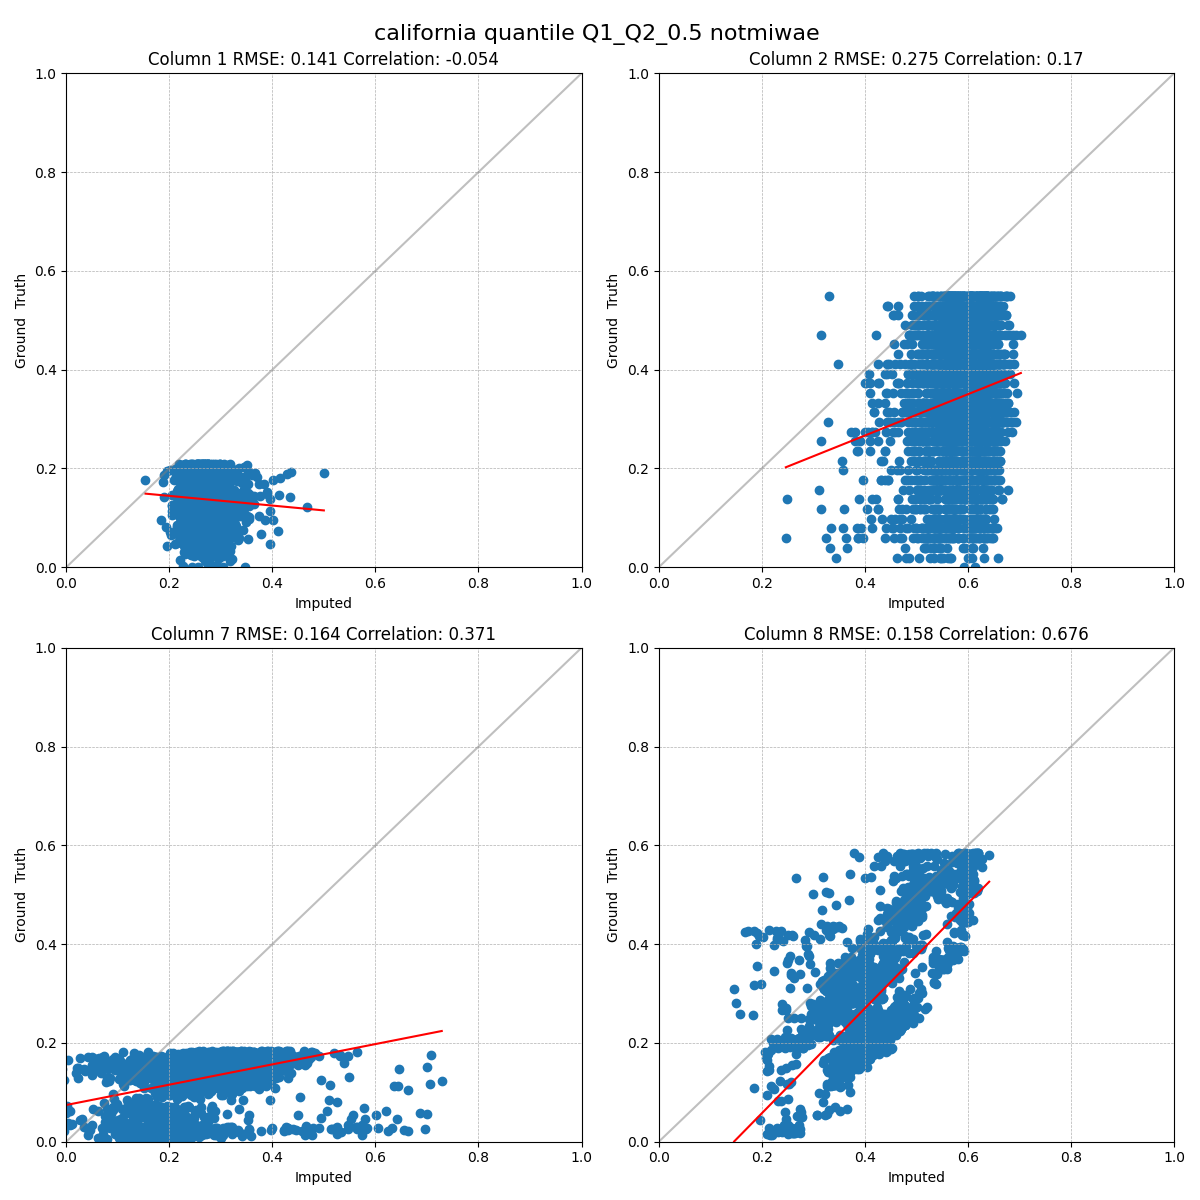 california quantile Q1_Q2_0.5 notmiwae
Column 1 RMSE: 0.141 Correlation: -0.054
Column 2 RMSE: 0.275 Correlation: 0.17
1.0
0.8
0.6
0.4
0.2
0.0
Ground Truth
0.0 0.2 0.4 0.6 0.8 1.0
Imputed
1.0
0.8
0.6
0.4
0.2
0.0
Ground Truth
0.0 0.2 0.4 0.6 0.8 1.0
Imputed
Column 7 RMSE: 0.164 Correlation: 0.371
Column 8 RMSE: 0.158 Correlation: 0.676
1.0
0.8
0.6
0.4
0.2
0.0
Ground Truth
0.0 0.2 0.4 0.6 0.8 1.0
Imputed
1.0
0.8
0.6
0.4
0.2
0.0
Ground Truth
0.0 0.2 0.4 0.6 0.8 1.0
Imputed